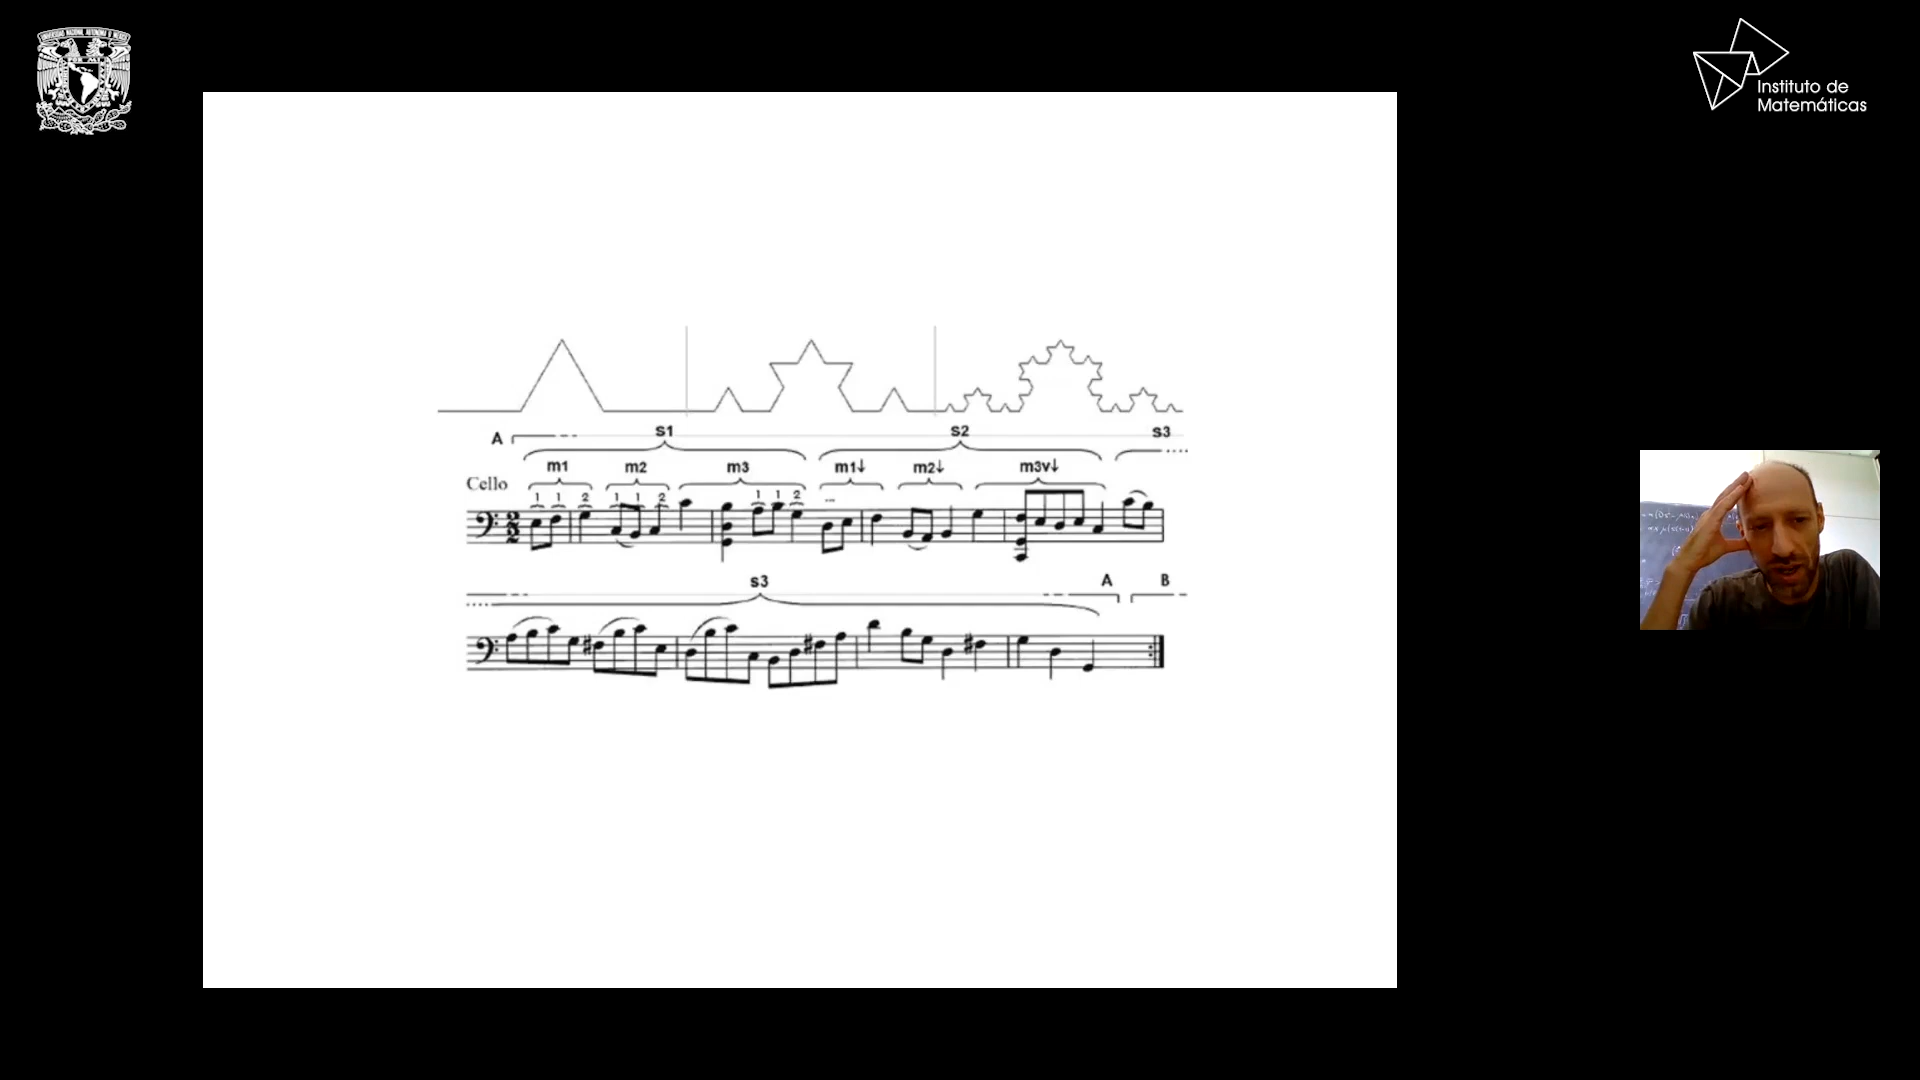 Instituto de
Matemáticas
A s1 s2 s3
m1 m2 m3 m1↓ m2↓ m3v↓
Cello
1 1 2 1 1 2 1 1 2 ...
s3 A B